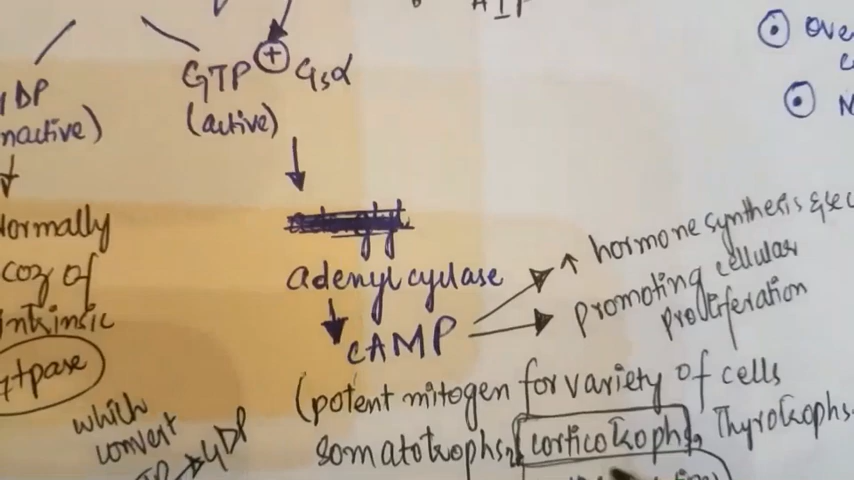 GTP + Gsα
(active)
Normally
coz of
intrinsic
Gtpase
which
convert
GDP
adenylcyclase
cAMP
↑ hormone synthesis &
promoting cellular
proliferation
(potent mitogen for variety of cells
somatotrophs, corticotrophs, Thyrotrophs